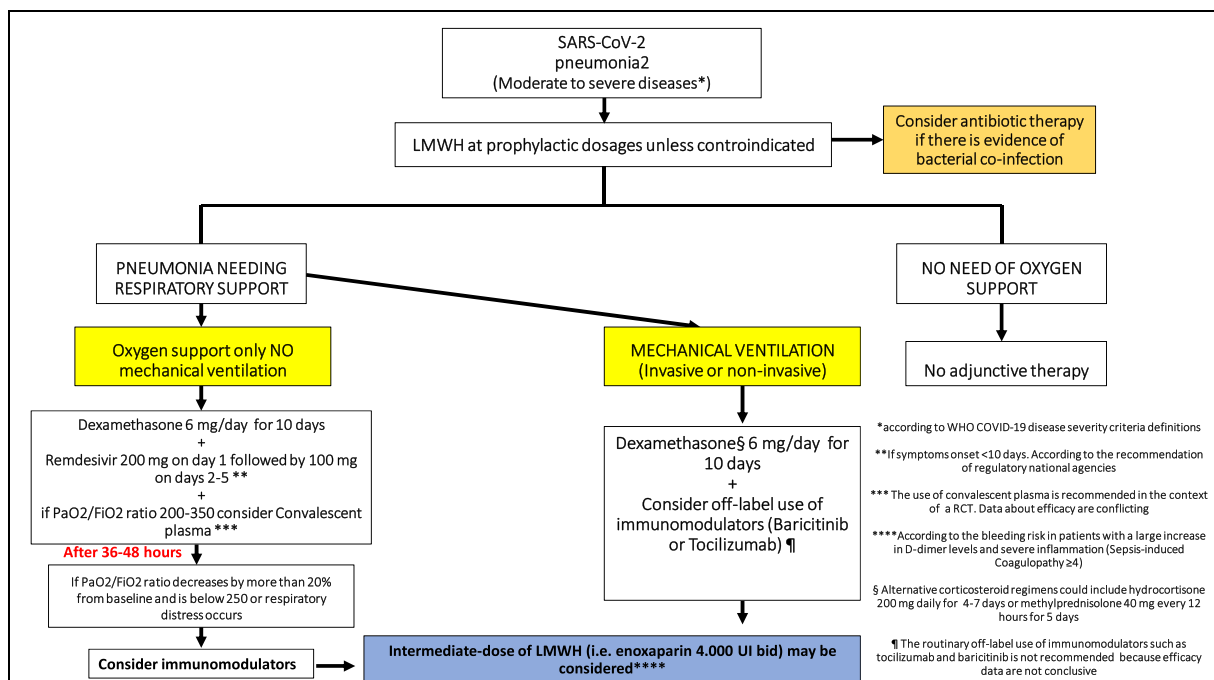 SARS-CoV-2
pneumonia2
(Moderate to severe diseases*)
LMWH at prophylactic dosages unless controindicated
Consider antibiotic therapy
if there is evidence of
bacterial co-infection
PNEUMONIA NEEDING
RESPIRATORY SUPPORT
NO NEED OF OXYGEN
SUPPORT
Oxygen support only NO
mechanical ventilation
MECHANICAL VENTILATION
(Invasive or non-invasive)
No adjunctive therapy
Dexamethasone 6 mg/day for 10 days
+
Remdesivir 200 mg on day 1 followed by 100 mg
on days 2-5 **
+
if PaO2/FiO2 ratio 200-350 consider Convalescent
plasma ***
After 36-48 hours
If PaO2/FiO2 ratio decreases by more than 20%
from baseline and is below 250 or respiratory
distress occurs
Consider immunomodulators
Dexamethasone§ 6 mg/day for
10 days
+
Consider off-label use of
immunomodulators (Baricitinib
or Tocilizumab) ¶
Intermediate-dose of LMWH (i.e. enoxaparin 4.000 UI bid) may be
considered****
*according to WHO COVID-19 disease severity criteria definitions
**If symptoms onset <10 days. According to the recommendation
of regulatory national agencies
*** The use of convalescent plasma is recommended in the context
of a RCT. Data about efficacy are conflicting
****According to the bleeding risk in patients with a large increase
in D-dimer levels and severe inflammation (Sepsis-induced
Coagulopathy ≥4)
§ Alternative corticosteroid regimens could include hydrocortisone
200 mg daily for 4-7 days or methylprednisolone 40 mg every 12
hours for 5 days
¶ The routinary off-label use of immunomodulators such as
tocilizumab and baricitinib is not recommended because efficacy
data are not conclusive